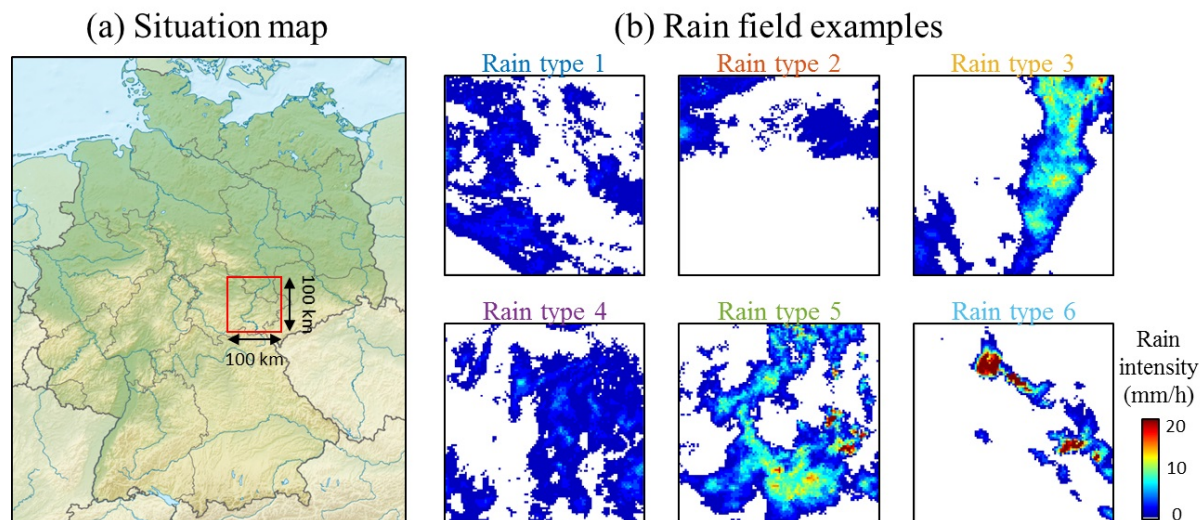 (a) Situation map
(b) Rain field examples
Rain type 1
Rain type 2
Rain type 3
100 km
100 km
Rain type 4
Rain type 5
Rain type 6
Rain
intensity
(mm/h)
20
10
0